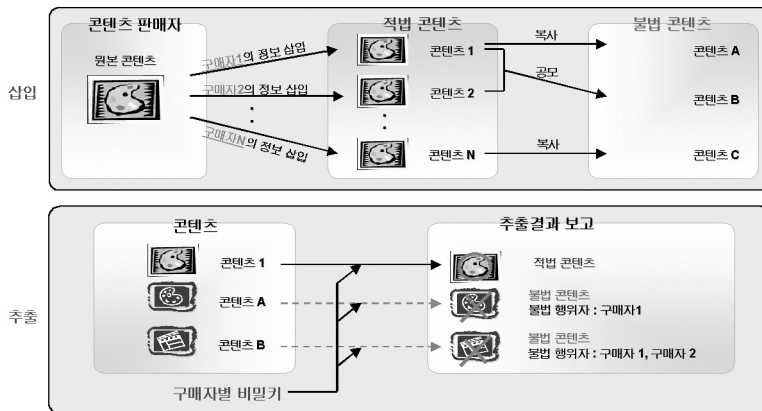 삽입
콘텐츠 판매자
원본 콘텐츠
구매자1의 정보 삽입
구매자2의 정보 삽입
구매자N의 정보 삽입
적법 콘텐츠
콘텐츠 1
콘텐츠 2
콘텐츠 N
복사
공모
복사
불법 콘텐츠
콘텐츠 A
콘텐츠 B
콘텐츠 C
추출
콘텐츠
콘텐츠 1
콘텐츠 A
콘텐츠 B
구매자별 비밀키
추출결과 보고
적법 콘텐츠
불법 콘텐츠
불법 행위자 : 구매자1
불법 콘텐츠
불법 행위자 : 구매자 1, 구매자 2